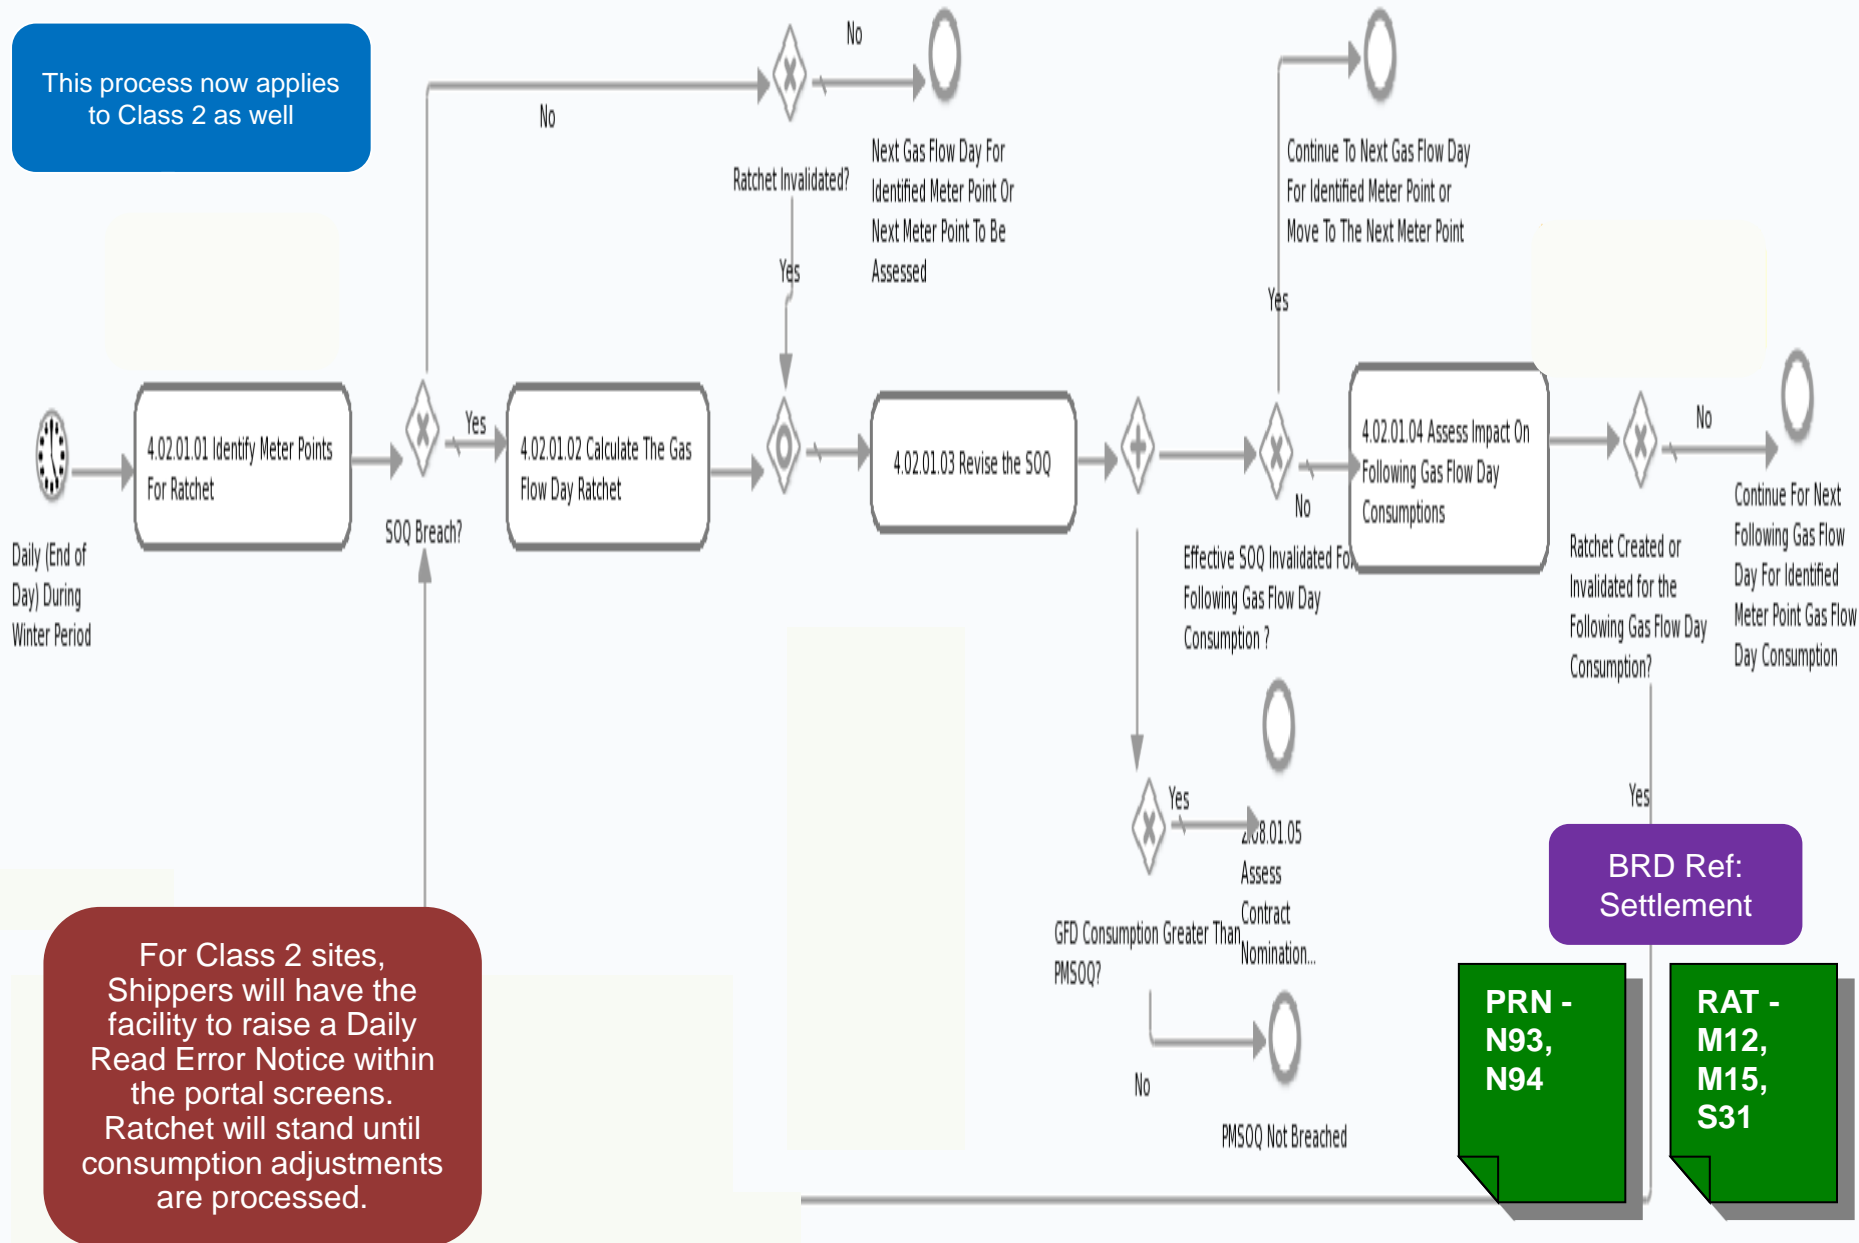 This process now applies
to Class 2 as well
No
No
Ratchet Invalidated?
Yes
Next Gas Flow Day For
Identified Meter Point Or
Next Meter Point To Be
Assessed
Continue To Next Gas Flow Day
For Identified Meter Point or
Move To The Next Meter Point
Yes
Daily (End of
Day) During
Winter Period
4.02.01.01 Identify Meter Points
For Ratchet
SOQ Breach?
Yes
4.02.01.02 Calculate The Gas
Flow Day Ratchet
4.02.01.03 Revise the SOQ
Effective SOQ Invalidated For
Following Gas Flow Day
Consumption ?
No
4.02.01.04 Assess Impact On
Following Gas Flow Day
Consumptions
Ratchet Created or
Invalidated for the
Following Gas Flow Day
Consumption?
No
Continue For Next
Following Gas Flow
Day For Identified
Meter Point Gas Flow
Day Consumption
Yes
Yes
2.08.01.05
Assess
Contract
Nomination...
GFD Consumption Greater Than
PMSOQ?
No
PMSOQ Not Breached
For Class 2 sites,
Shippers will have the
facility to raise a Daily
Read Error Notice within
the portal screens.
Ratchet will stand until
consumption adjustments
are processed.
BRD Ref:
Settlement
PRN -
N93,
N94
RAT -
M12,
M15,
S31